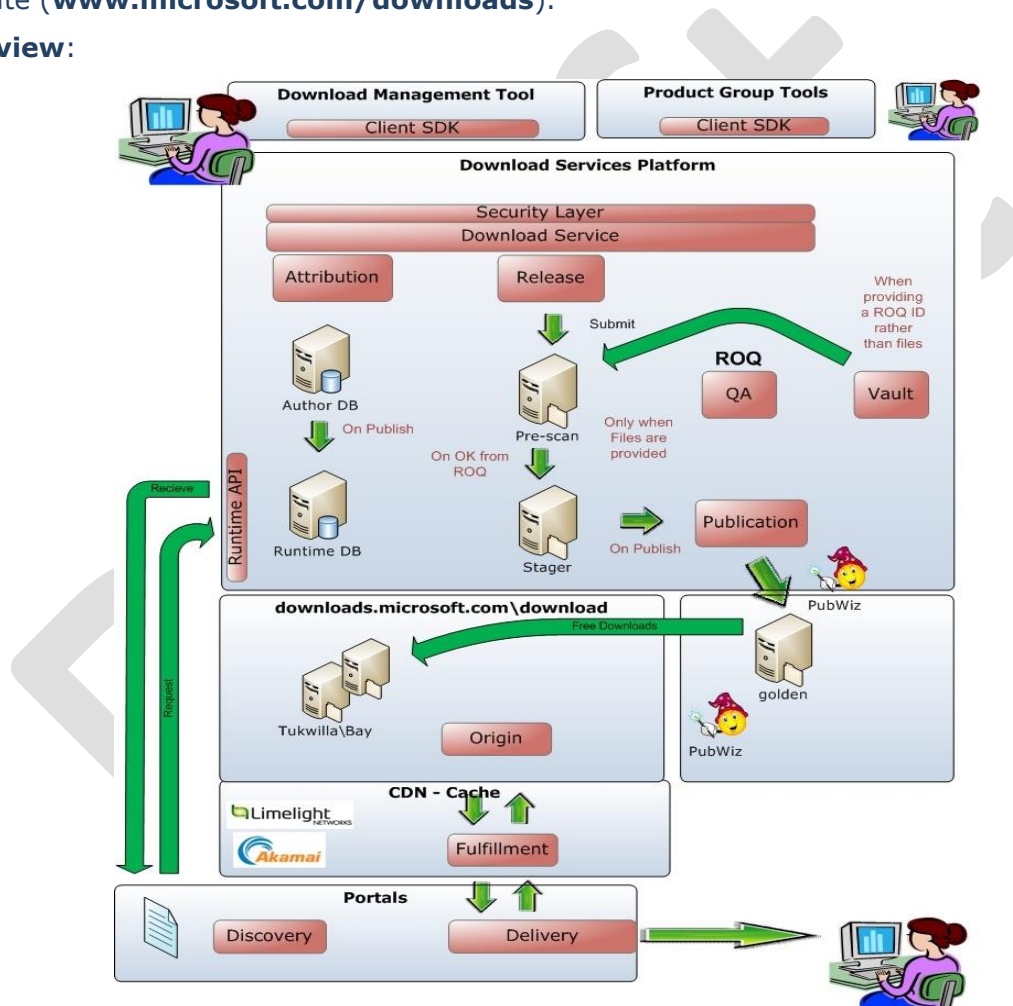 te (www.microsoft.com/downloads).
view:
Download Management Tool
Client SDK
Product Group Tools
Client SDK
Download Services Platform
Security Layer
Download Service
Attribution
Release
When
providing
a ROQ ID
rather
than files
Submit
ROQ
QA
Vault
Author DB
On Publish
Pre-scan
Only when
Files are
provided
On OK from
ROQ
Recieve
Runtime API
Runtime DB
Stager
On Publish
Publication
PubWiz
downloads.microsoft.com\download
Free Downloads
Request
Tukwilla\Bay
Origin
golden
PubWiz
CDN - Cache
Limelight
NETWORKS
Akamai
Fulfillment
Portals
Discovery
Delivery